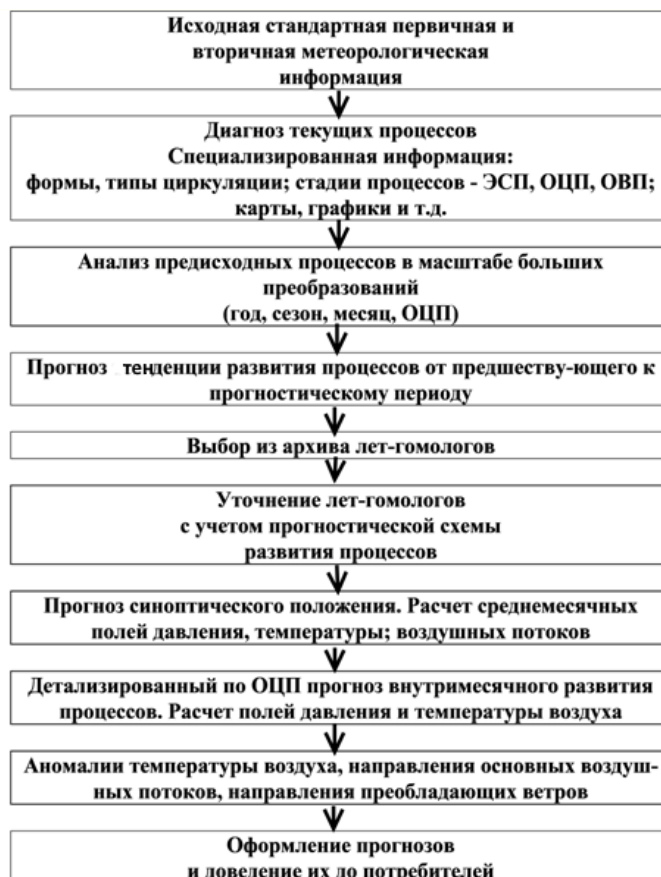 Исходная стандартная первичная и
вторичная метеорологическая
информация
Диагноз текущих процессов
Специализированная информация:
формы, типы циркуляции; стадии процессов - ЭСП, ОЦП, ОВП;
карты, графики и т.д.
Анализ предисходных процессов в масштабе больших
преобразований
(год, сезон, месяц, ОЦП)
Прогноз тенденции развития процессов от предшеству-ющего к
прогностическому периоду
Выбор из архива лет-гомологов
Уточнение лет-гомологов
с учетом прогностической схемы
развития процессов
Прогноз синоптического положения. Расчет среднемесячных
полей давления, температуры; воздушных потоков
Детализированный по ОЦП прогноз внутримесячного развития
процессов. Расчет полей давления и температуры воздуха
Аномалии температуры воздуха, направления основных воздуш-
ных потоков, направления преобладающих ветров
Оформление прогнозов
и доведение их до потребителей